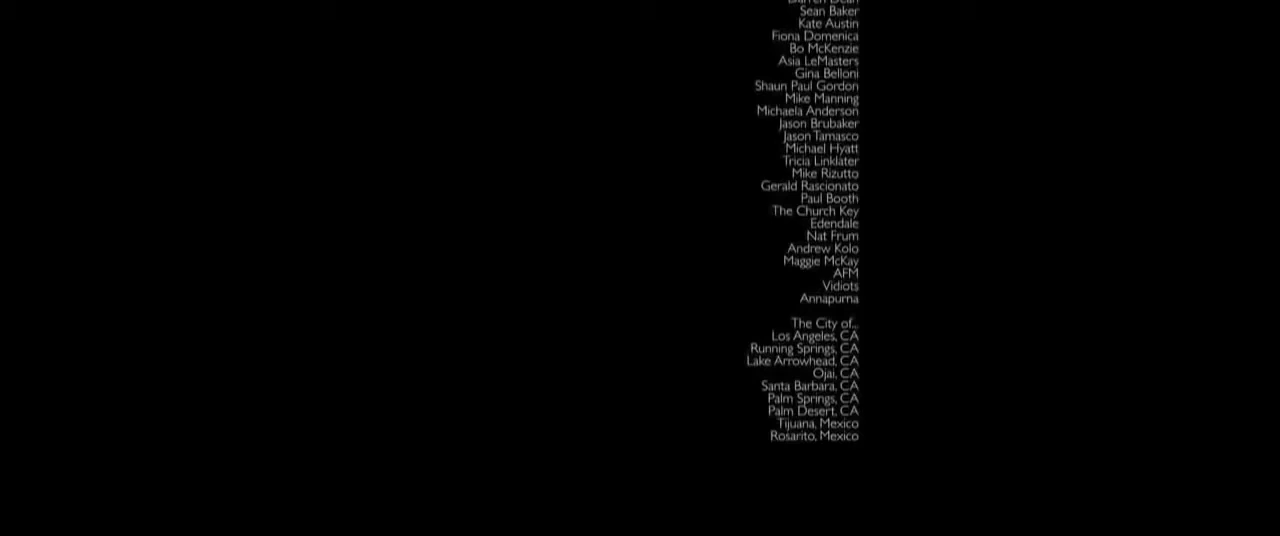 Darren Dean
Sean Baker
Kate Austin
Fiona Domenica
Bo McKenzie
Asia LeMasters
Gina Belloni
Shaun Paul Gordon
Mike Manning
Michaela Anderson
Jason Brubaker
Jason Tamasco
Michael Hyatt
Tricia Linklater
Mike Rizutto
Gerald Rascionato
Paul Booth
The Church Key
Edendale
Nat Frum
Andrew Kolo
Maggie McKay
AFM
Vidiots
Annapurna
The City of...
Los Angeles, CA
Running Springs, CA
Lake Arrowhead, CA
Ojai, CA
Santa Barbara, CA
Palm Springs, CA
Palm Desert, CA
Tijuana, Mexico
Rosarito, Mexico